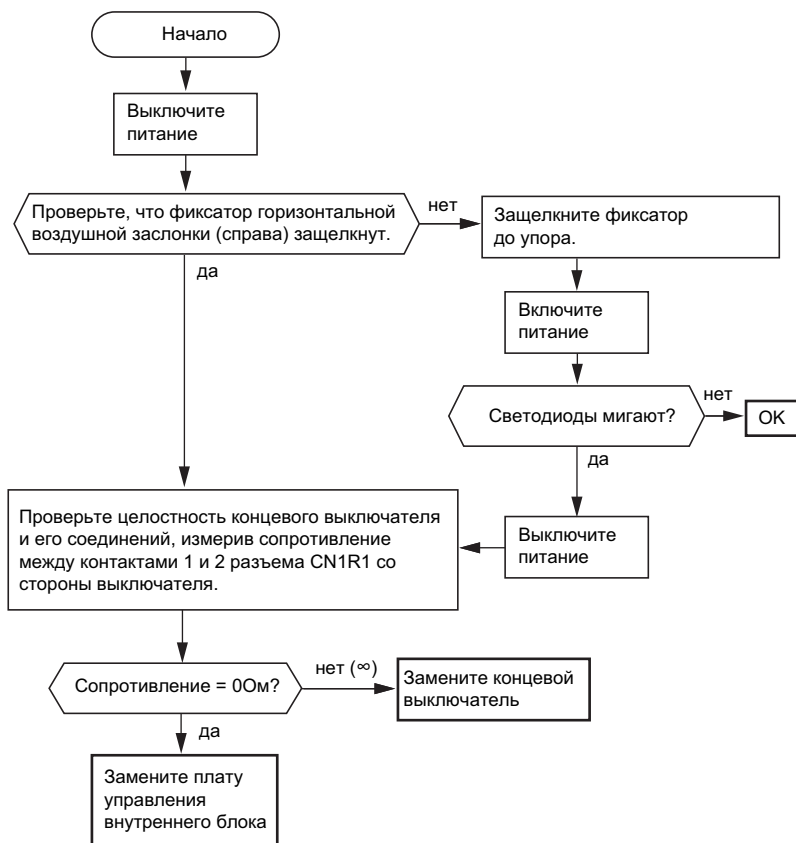 Начало
Выключите
питание
Проверьте, что фиксатор горизонтальной
воздушной заслонки (справа) защелкнут.
нет
Защелкните фиксатор
до упора.
да
Включите
питание
Светодиоды мигают?
нет
OK
да
Выключите
питание
Проверьте целостность концевого выключателя
и его соединений, измерив сопротивление
между контактами 1 и 2 разъема CN1R1 со
стороны выключателя.
Сопротивление = 0Ом?
нет (∞)
Замените концевой
выключатель
да
Замените плату
управления
внутреннего блока